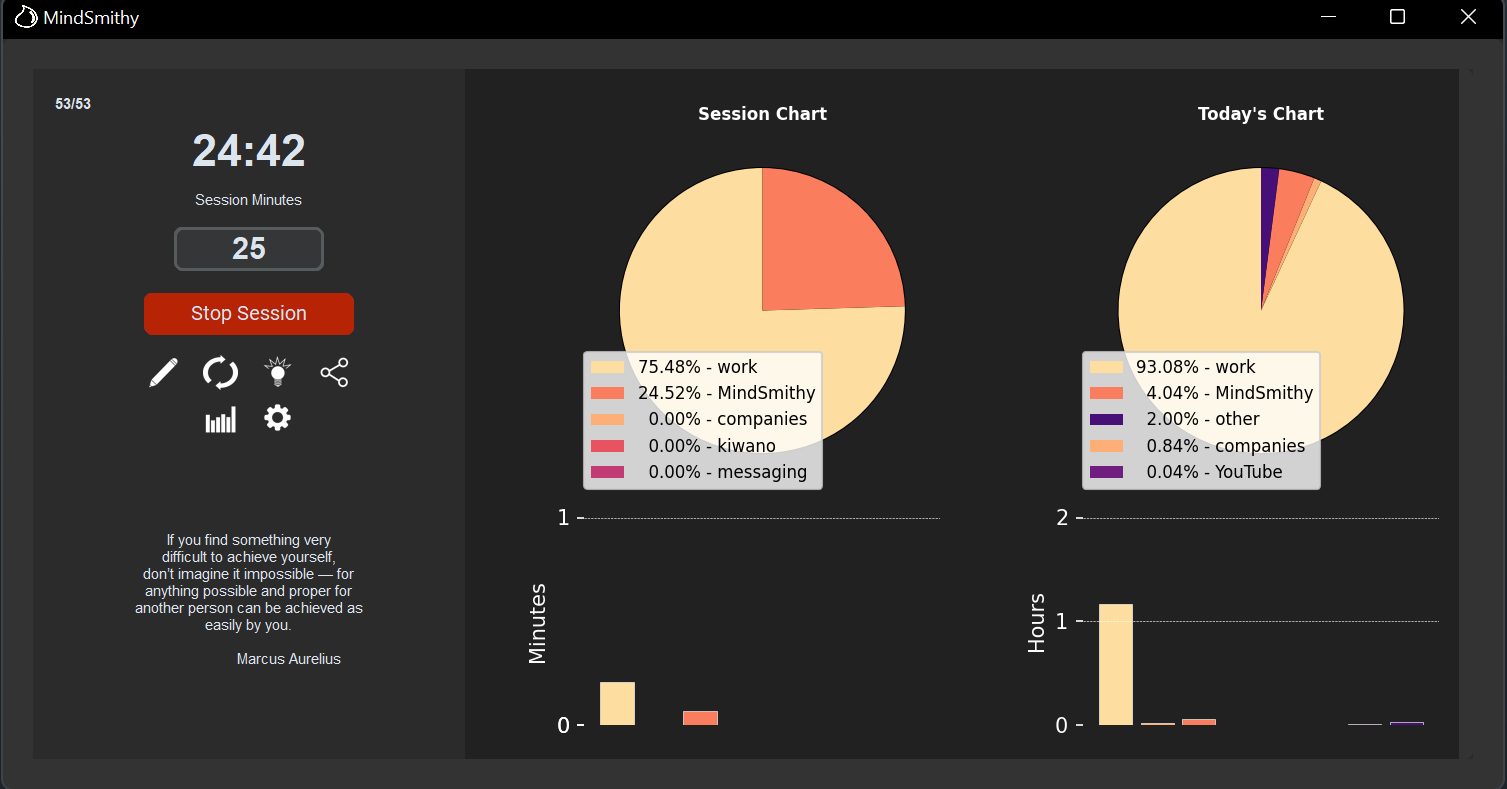 MindSmithy
53/53
24:42
Session Minutes
25
Stop Session
If you find something very
difficult to achieve yourself,
don't imagine it impossible — for
anything possible and proper for
another person can be achieved as
easily by you.
Marcus Aurelius
Session Chart
75.48% - work
24.52% - MindSmithy
0.00% - companies
0.00% - kiwano
0.00% - messaging
1
Minutes
0
Today's Chart
93.08% - work
4.04% - MindSmithy
2.00% - other
0.84% - companies
0.04% - YouTube
2
Hours
1
0